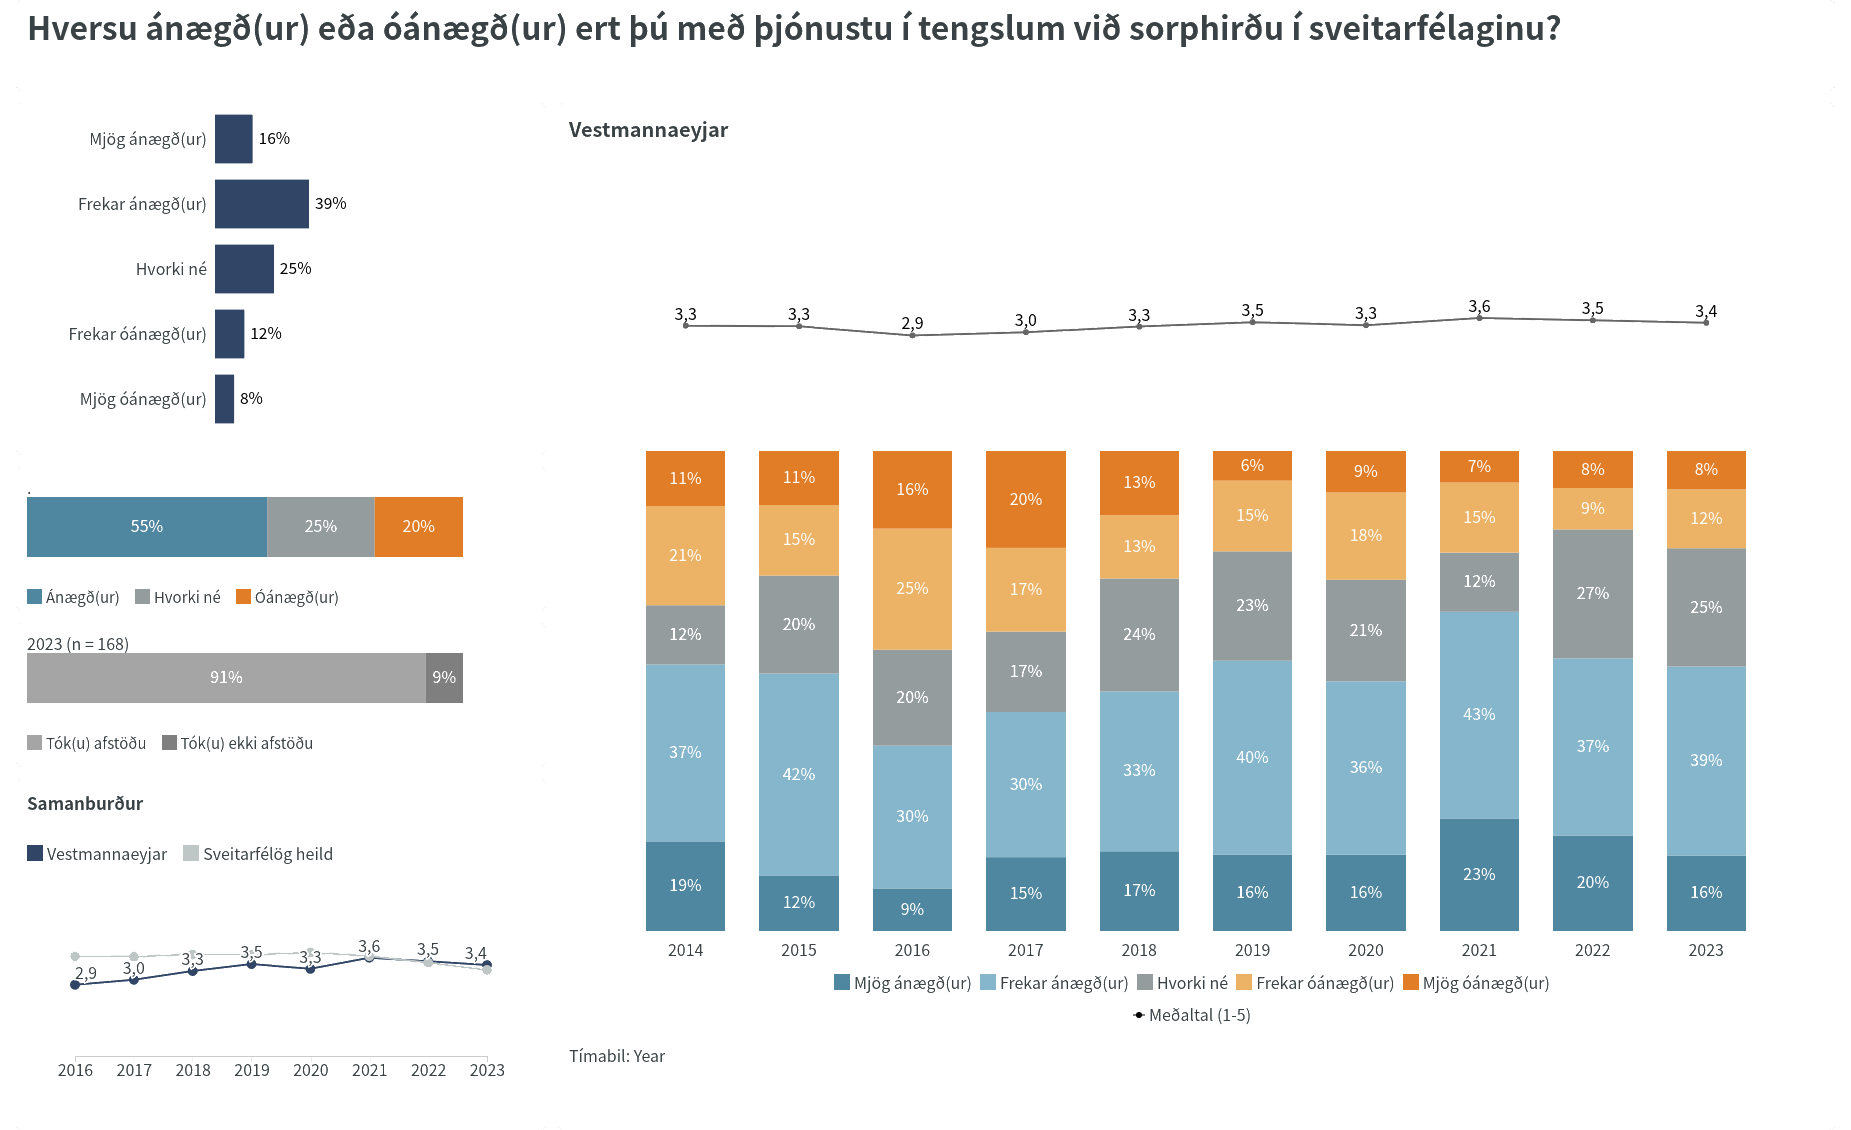 Hversu ánægð(ur) eða óánægð(ur) ert þú með þjónustu í tengslum við sorphirðu í sveitarfélaginu?
Mjög ánægð(ur) 16%
Frekar ánægð(ur) 39%
Hvorki né 25%
Frekar óánægð(ur) 12%
Mjög óánægð(ur) 8%
.
55% 25% 20%
Ánægð(ur) Hvorki né Óánægð(ur)
2023 (n = 168)
91% 9%
Tók(u) afstöðu Tók(u) ekki afstöðu
Samanburður
Vestmannaeyjar Sveitarfélög heild
2,9 3,0 3,3 3,5 3,3 3,6 3,5 3,4
2016 2017 2018 2019 2020 2021 2022 2023
Vestmannaeyjar
3,3 3,3 2,9 3,0 3,3 3,5 3,3 3,6 3,5 3,4
11% 11% 16% 20% 13% 6% 9% 7% 8% 8%
21% 15% 25% 17% 13% 15% 18% 15% 9% 12%
12% 20% 20% 17% 24% 23% 21% 12% 27% 25%
37% 42% 30% 30% 33% 40% 36% 43% 37% 39%
19% 12% 9% 15% 17% 16% 16% 23% 20% 16%
2014 2015 2016 2017 2018 2019 2020 2021 2022 2023
Mjög ánægð(ur) Frekar ánægð(ur) Hvorki né Frekar óánægð(ur) Mjög óánægð(ur)
Meðaltal (1-5)
Tímabil: Year